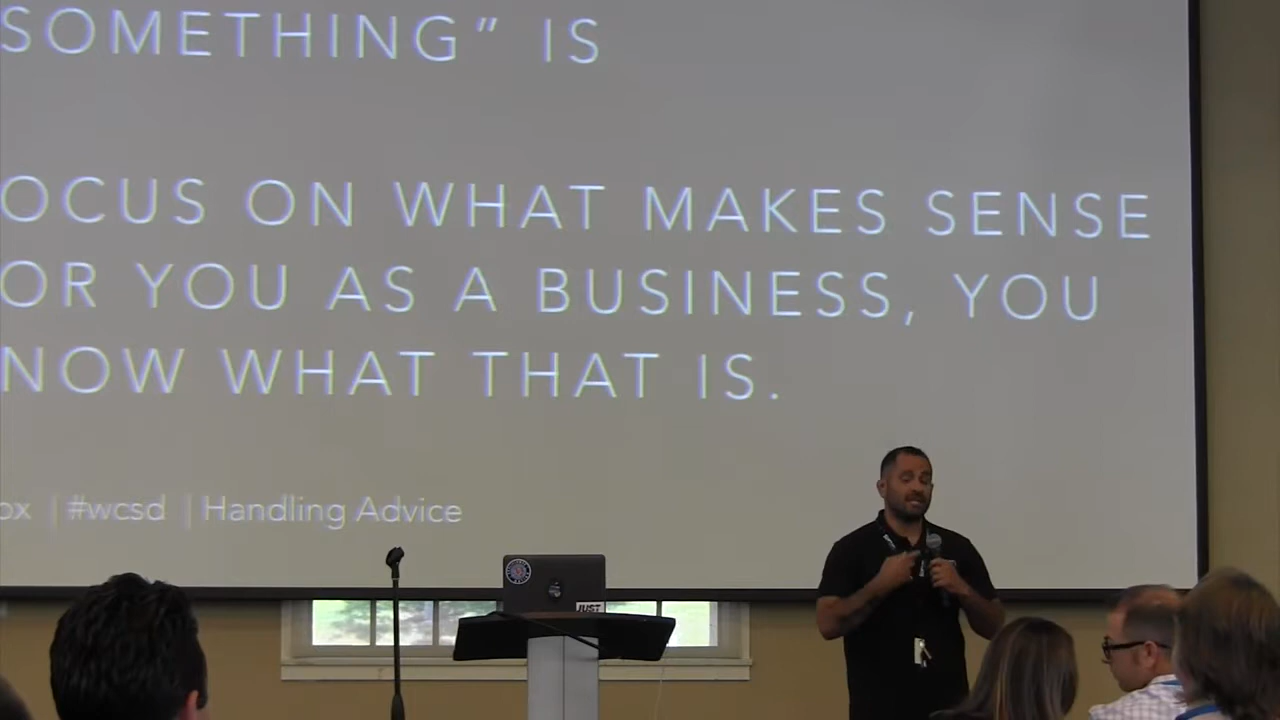 SOMETHING” IS
OCUS ON WHAT MAKES SENSE
OR YOU AS A BUSINESS, YOU
NOW WHAT THAT IS.
ox | #wcsd | Handling Advice
JUST